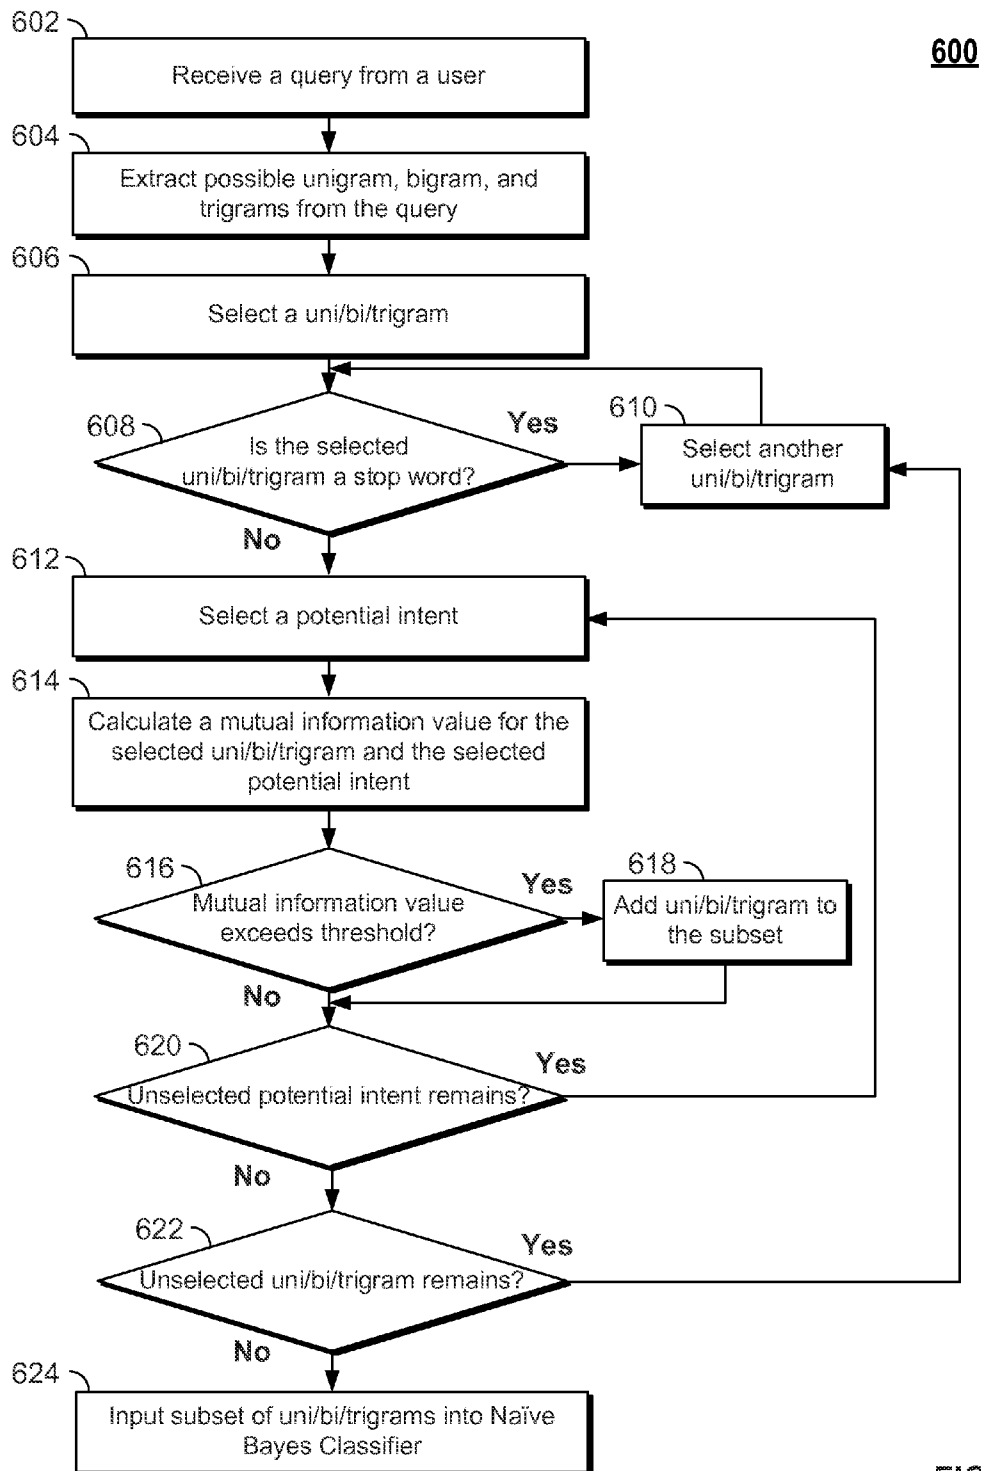 602
600
Receive a query from a user
604
Extract possible unigram, bigram, and
trigrams from the query
606
Select a uni/bi/trigram
608
Is the selected
uni/bi/trigram a stop word?
Yes
610
Select another
uni/bi/trigram
No
612
Select a potential intent
614
Calculate a mutual information value for the
selected uni/bi/trigram and the selected
potential intent
616
Mutual information value
exceeds threshold?
Yes
618
Add uni/bi/trigram to
the subset
No
620
Unselected potential intent remains?
Yes
No
622
Unselected uni/bi/trigram remains?
Yes
No
624
Input subset of uni/bi/trigrams into Naïve
Bayes Classifier